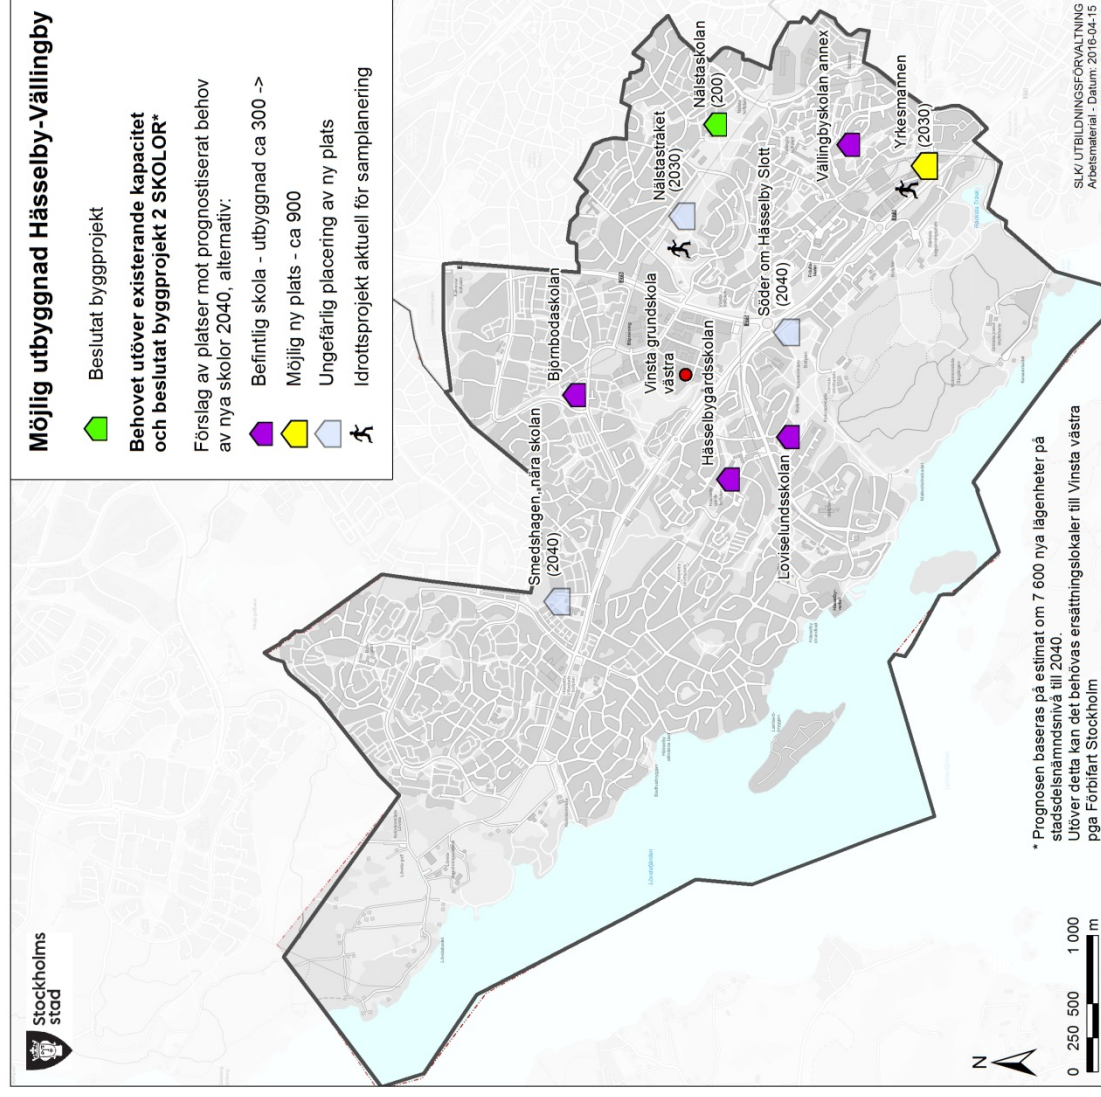 Stockholms
stad
Möjlig utbyggnad Hässelby-Vällingby
Beslutat byggprojekt
Behovet utöver existerande kapacitet
och beslutat byggprojekt 2 SKOLOR*
Förslag av platser mot prognostiserat behov
av nya skolor 2040, alternativ:
Befintlig skola - utbyggnad ca 300 ->
Möjlig ny plats - ca 900
Ungefärlig placering av ny plats
Idrottsprojekt aktuell för samplanering
Smedshagen,,nära skolan
(2040)
Björnbodaskolan
Vinsta grundskola
västra
Hässelbygårdsskolan
Loviselundsskolan
Söder om Hässelby Slott
(2040)
Nälstastråket
(2030)
Nälstaskolan
(200)
Vällingbyskolan annex
Yrkesmannen
(2030)
Lövstafjärden
N
0 250 500 1 000
m
* Prognosen baseras på estimat om 7 600 nya lägenheter på
stadsdelsnämndsnivå till 2040.
Utöver detta kan det behövas ersättningslokaler till Vinsta västra
pga Förbifart Stockholm
SLK/ UTBILDNINGSFÖRVALTNING
Arbetsmaterial - Datum: 2016-04-15